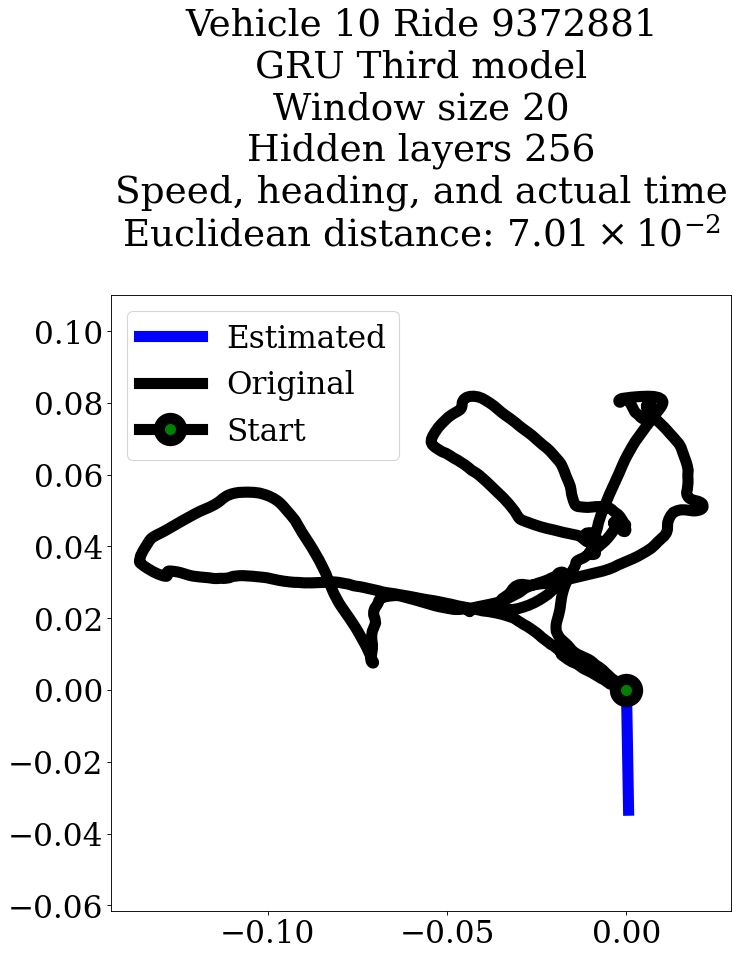 Vehicle 10 Ride 9372881
GRU Third model
Window size 20
Hidden layers 256
Speed, heading, and actual time
Euclidean distance: 7.01 × 10⁻²
Estimated
Original
Start
0.10
0.08
0.06
0.04
0.02
0.00
−0.02
−0.04
−0.06
−0.10
−0.05
0.00